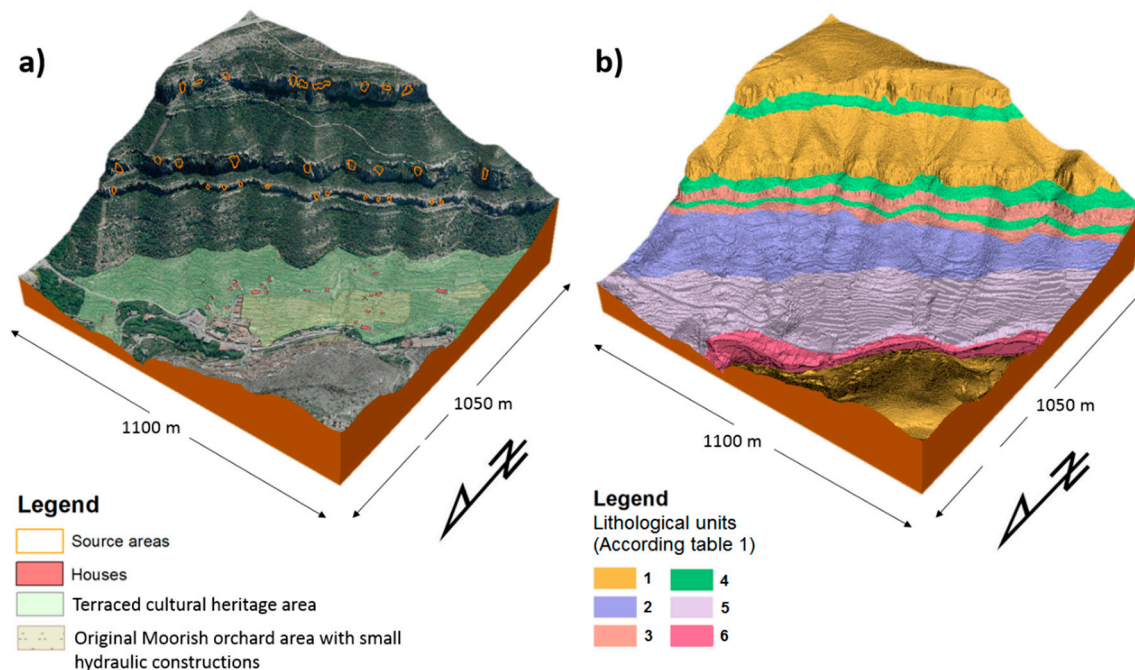 a)
1100 m
1050 m
N
Legend
Source areas
Houses
Terraced cultural heritage area
Original Moorish orchard area with small
hydraulic constructions
b)
1100 m
1050 m
N
Legend
Lithological units
(According table 1)
1
4
2
5
3
6